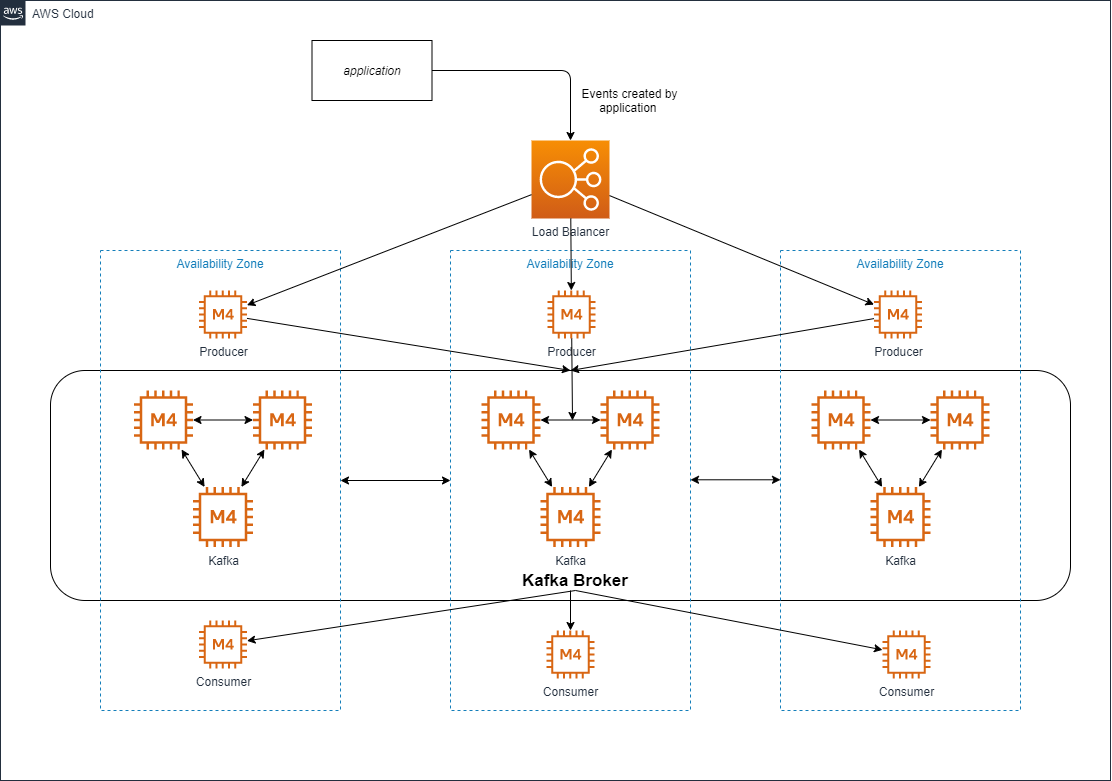 aws
AWS Cloud
application
Events created by
application
Load Balancer
Availability Zone
Availability Zone
Availability Zone
M4
M4
M4
Producer
Producer
Producer
M4
M4
M4
M4
M4
M4
M4
M4
M4
Kafka
Kafka
Kafka
Kafka Broker
M4
M4
M4
Consumer
Consumer
Consumer